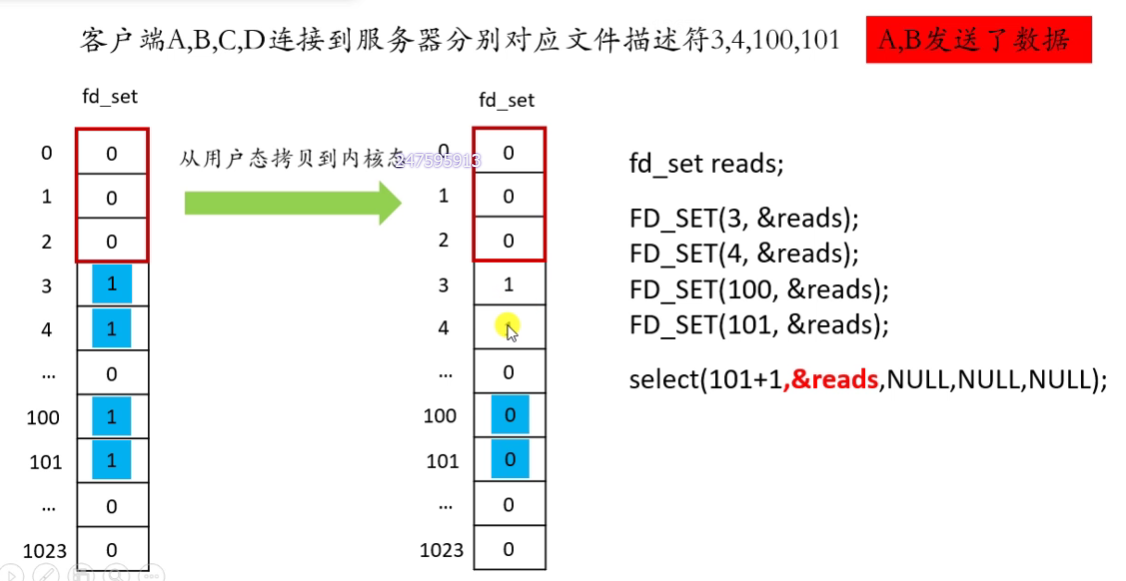 客户端A,B,C,D连接到服务器分别对应文件描述符3,4,100,101
A,B发送了数据
fd_set
0 0
1 0
2 0
3 1
4 1
... 0
100 1
101 1
... 0
1023 0
从用户态拷贝到内核态
247595913
fd_set
0 0
1 0
2 0
3 1
4
... 0
100 0
101 0
... 0
1023 0
fd_set reads;
FD_SET(3, &reads);
FD_SET(4, &reads);
FD_SET(100, &reads);
FD_SET(101, &reads);
select(101+1,&reads,NULL,NULL,NULL);